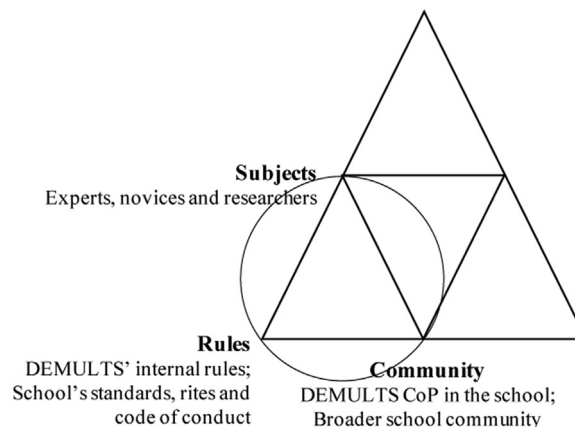 Subjects
Experts, novices and researchers
Rules
DEMULTS’ internal rules;
School’s standards, rites and
code of conduct
Community
DEMULTS CoP in the school;
Broader school community